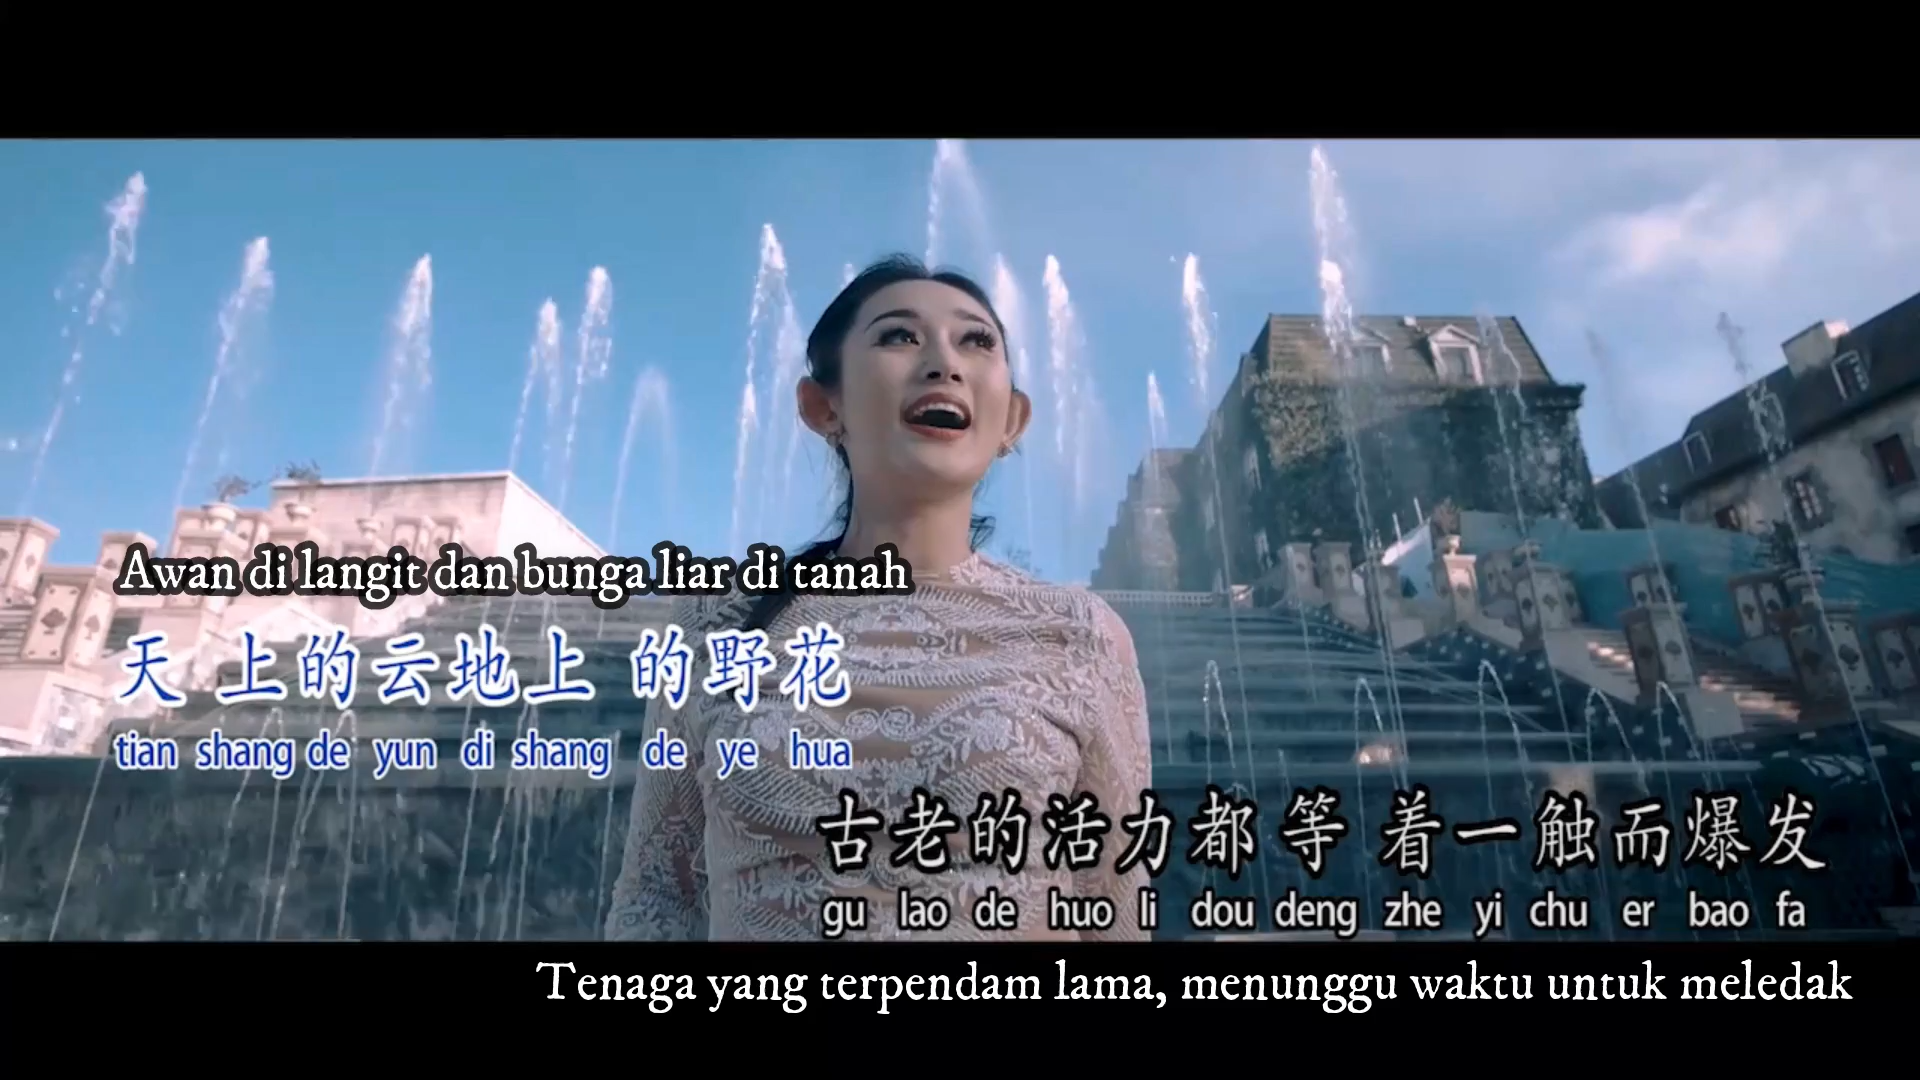 Awan di langit dan bunga liar di tanah
天 上的云地上 的野花
tian shang de yun di shang de ye hua
古老的活力都 等 着一触而爆发
gu lao de huo li dou deng zhe yi chu er bao fa
Tenaga yang terpendam lama, menunggu waktu untuk meledak